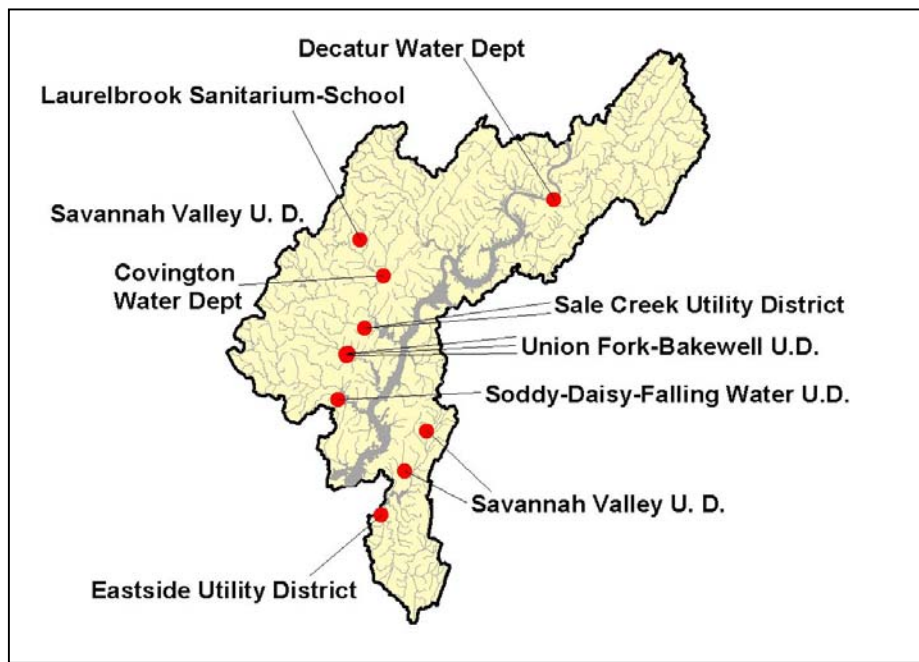 Decatur Water Dept
Laurelbrook Sanitarium-School
Savannah Valley U. D.
Covington
Water Dept
Sale Creek Utility District
Union Fork-Bakewell U.D.
Soddy-Daisy-Falling Water U.D.
Savannah Valley U. D.
Eastside Utility District